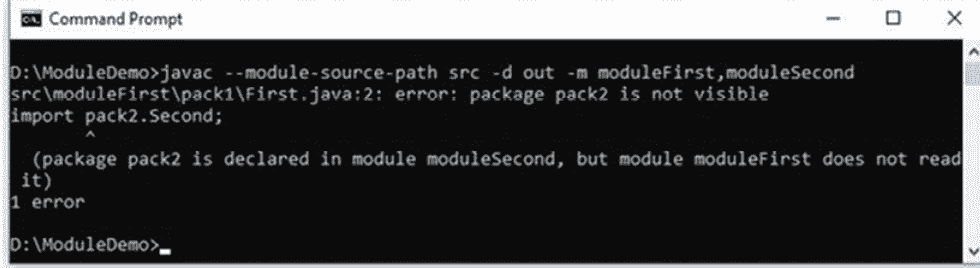 Command Prompt
D:\ModuleDemo>javac --module-source-path src -d out -m moduleFirst,moduleSecond
src\moduleFirst\pack1\First.java:2: error: package pack2 is not visible
import pack2.Second;
^
(package pack2 is declared in module moduleSecond, but module moduleFirst does not read
it)
1 error
D:\ModuleDemo>